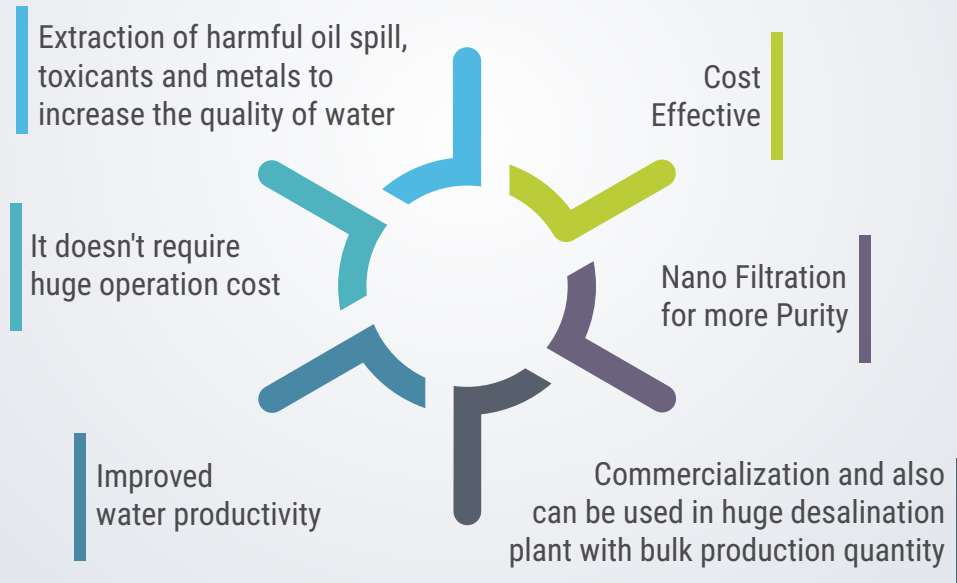 Extraction of harmful oil spill,
toxicants and metals to
increase the quality of water
Cost
Effective
It doesn't require
huge operation cost
Nano Filtration
for more Purity
Improved
water productivity
Commercialization and also
can be used in huge desalination
plant with bulk production quantity